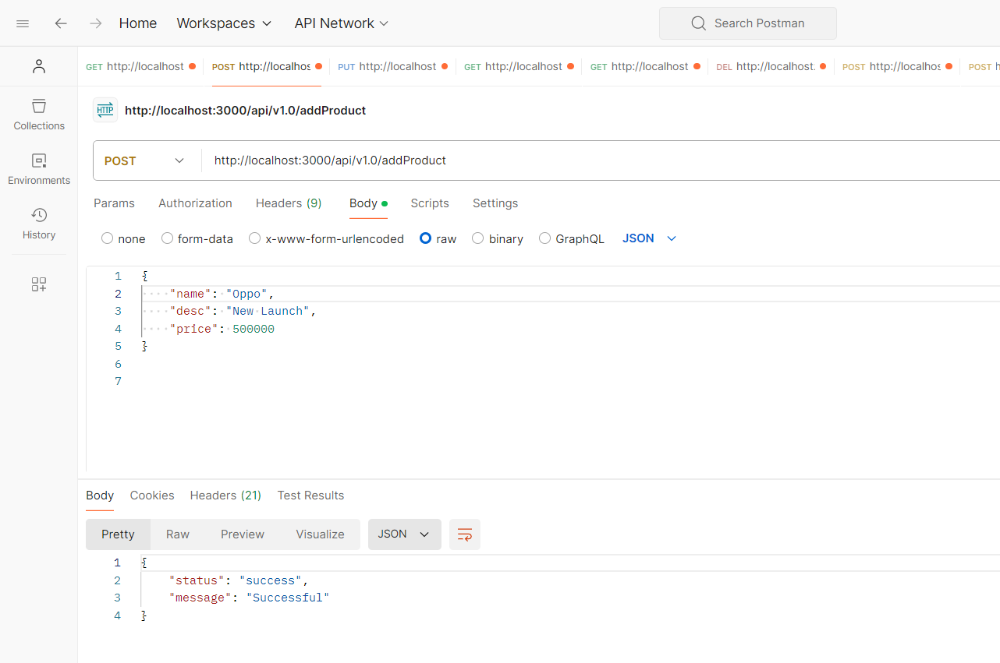 Home Workspaces API Network Search Postman
GET http://localhost POST http://localhos PUT http://localhost GET http://localhost GET http://localhost DEL http://localhost. POST http://localhos POST h
HTTP http://localhost:3000/api/v1.0/addProduct
Collections
POST http://localhost:3000/api/v1.0/addProduct
Environments
Params Authorization Headers (9) Body Scripts Settings
History
none form-data x-www-form-urlencoded raw binary GraphQL JSON
1 {
2 "name": "Oppo",
3 "desc": "New Launch",
4 "price": 500000
5 }
6
7
Body Cookies Headers (21) Test Results
Pretty Raw Preview Visualize JSON
1 {
2 "status": "success",
3 "message": "Successful"
4 }